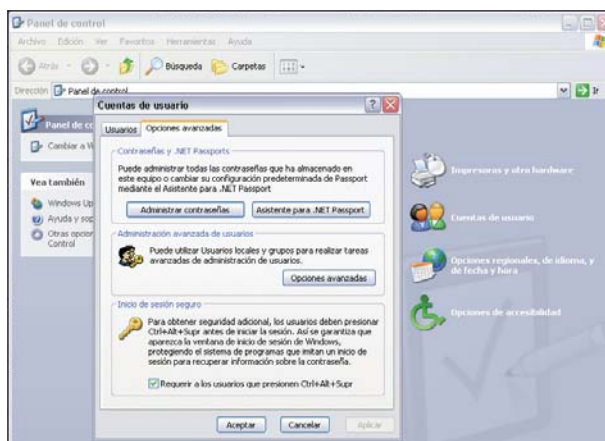 Panel de control
Archivo Edición Ver Favoritos Herramientas Ayuda
Atrás Búsqueda Carpetas
Dirección Panel de control Ir
Cuentas de usuario
Usuarios Opciones avanzadas
Contraseñas y .NET Passports
Puede administrar todas las contraseñas que ha almacenado en
este equipo o cambiar su configuración predeterminada de Passport
mediante el Asistente para .NET Passport
Administrar contraseñas Asistente para .NET Passport
Administración avanzada de usuarios
Puede utilizar Usuarios locales y grupos para realizar tareas
avanzadas de administración de usuarios.
Opciones avanzadas
Inicio de sesión seguro
Para obtener seguridad adicional, los usuarios deben presionar
Ctrl+Alt+Supr antes de iniciar la sesión. Así se garantiza que
aparezca la ventana de inicio de sesión de Windows,
protegiendo el sistema de programas que imitan un inicio de
sesión para recuperar información sobre la contraseña.
Requerir a los usuarios que presionen Ctrl+Alt+Supr
Aceptar Cancelar Aplicar
Panel de co
Cambiar a V
Vea también
Windows Up
Ayuda y sop
Otras opcion
Control
Impresoras y otro hardware
Cuentas de usuario
Opciones regionales, de idioma, y
de fecha y hora
Opciones de accesibilidad